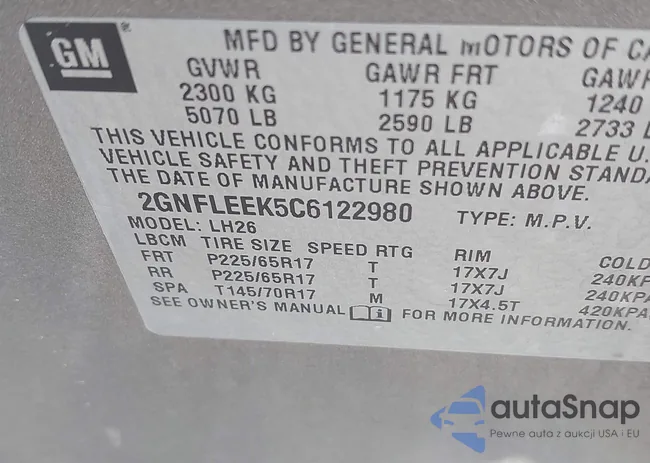 GM
MFD BY GENERAL MOTORS OF CA
GVWR GAWR FRT GAWR
2300 KG 1175 KG 1240
5070 LB 2590 LB 2733 L
THIS VEHICLE CONFORMS TO ALL APPLICABLE U.
VEHICLE SAFETY AND THEFT PREVENTION STANDA
THE DATE OF MANUFACTURE SHOWN ABOVE.
2GNFLEEK5C6122980 TYPE: M.P.V.
MODEL: LH26
LBCM TIRE SIZE SPEED RTG RIM COLD
FRT P225/65R17 T 17X7J 240KP
RR P225/65R17 T 17X7J 240KPA
SPA T145/70R17 M 17X4.5T 420KPA
SEE OWNER'S MANUAL FOR MORE INFORMATION.
autaSnap
Pewne auta z aukcji USA i EU